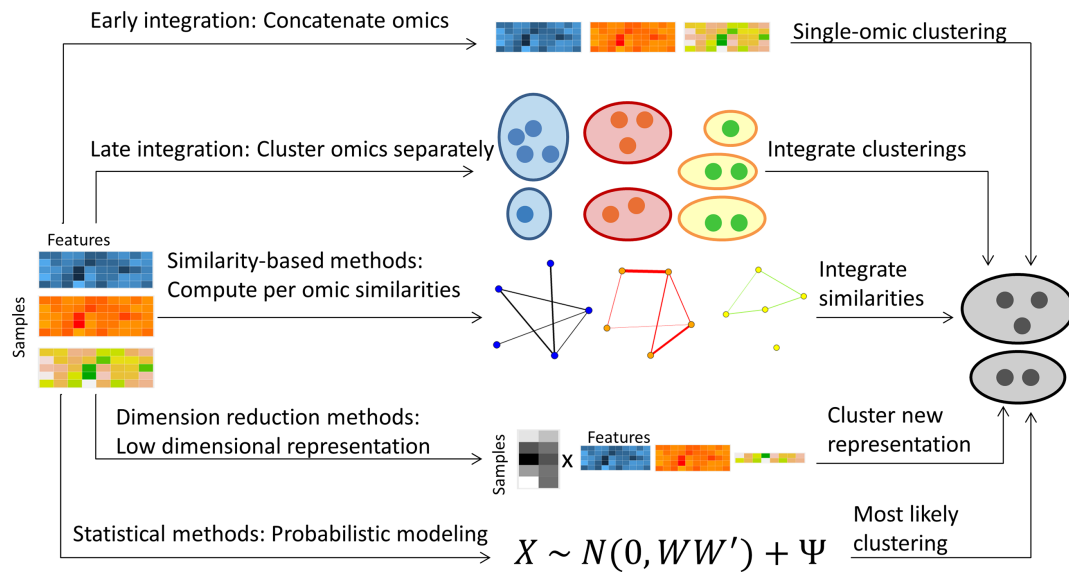 Early integration: Concatenate omics
Single-omic clustering
Late integration: Cluster omics separately
Integrate clusterings
Features
Samples
Similarity-based methods:
Compute per omic similarities
Integrate
similarities
Dimension reduction methods:
Low dimensional representation
Samples
x
Features
Cluster new
representation
Statistical methods: Probabilistic modeling
X ~ N(0, WW′) + Ψ
Most likely
clustering